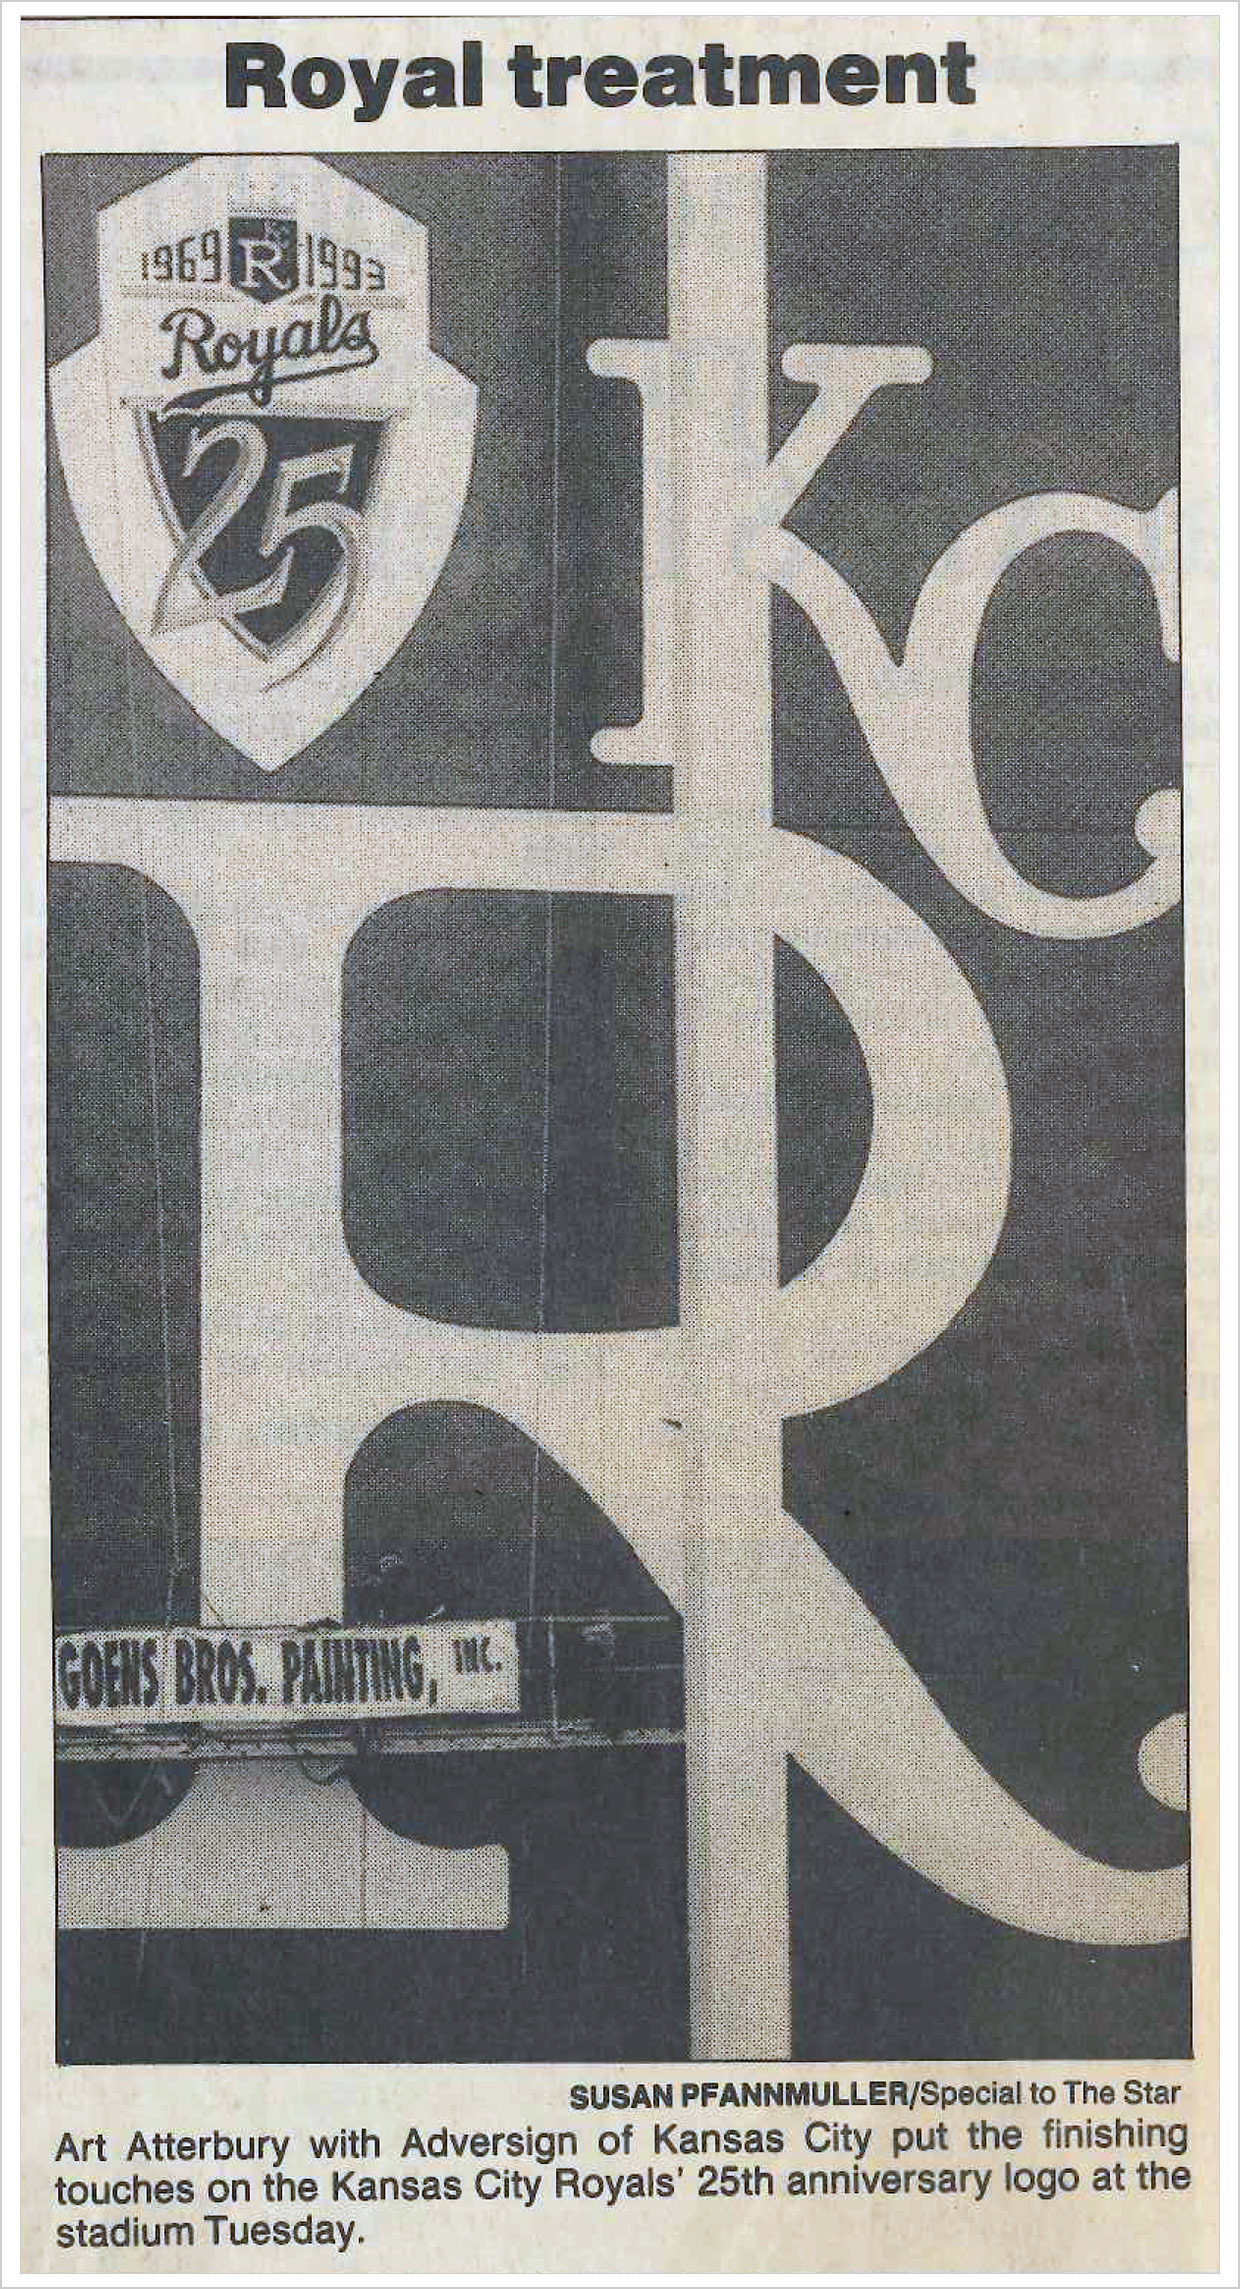 Royal treatment
1969 KC R 1993
Royals
25
kc
R
GOENS BROS. PAINTING, INC.
SUSAN PFANNMULLER/Special to The Star
Art Atterbury with Adversign of Kansas City put the finishing
touches on the Kansas City Royals' 25th anniversary logo at the
stadium Tuesday.